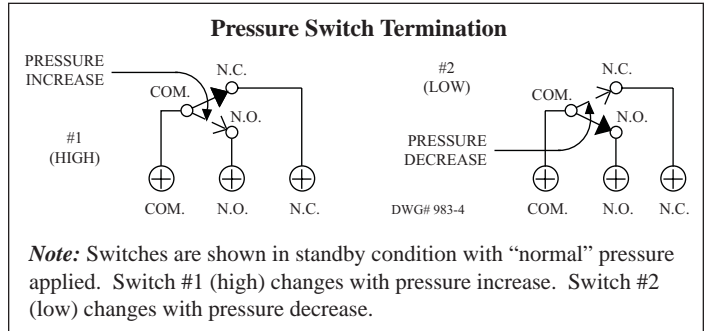 Pressure Switch Termination
PRESSURE
INCREASE
N.C.
COM.
N.O.
#1
(HIGH)
COM.
N.O.
N.C.
#2
(LOW)
N.C.
COM.
N.O.
PRESSURE
DECREASE
DWG# 983-4
COM.
N.O.
N.C.
Note: Switches are shown in standby condition with “normal” pressure
applied. Switch #1 (high) changes with pressure increase. Switch #2
(low) changes with pressure decrease.